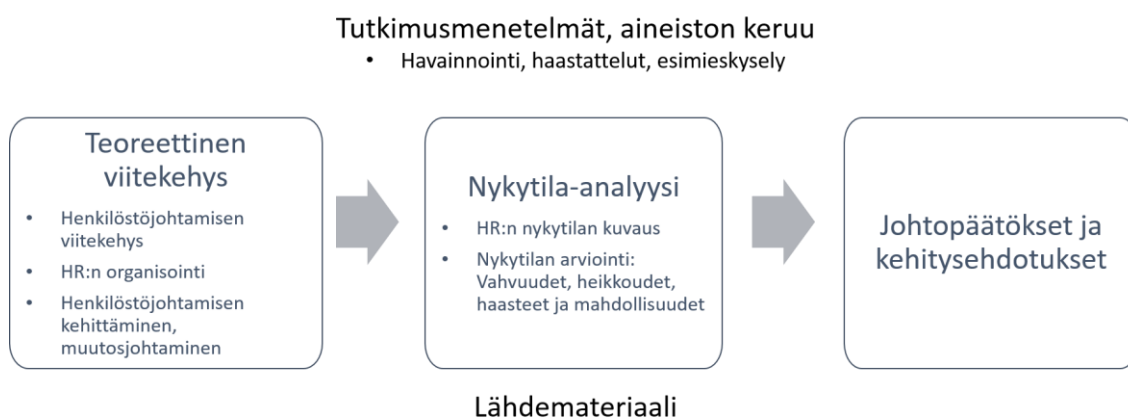 Tutkimusmenetelmät, aineiston keruu
• Havainnointi, haastattelut, esimieskysely
Teoreettinen
viitekehys
• Henkilöstöjohtamisen
viitekehys
• HR:n organisointi
• Henkilöstöjohtamisen
kehittäminen,
muutosjohtaminen
Nykytila-analyysi
• HR:n nykytilan kuvaus
• Nykytilan arviointi:
Vahvuudet, heikkoudet,
haasteet ja mahdollisuudet
Johtopäätökset ja
kehitysehdotukset
Lähdemateriaali